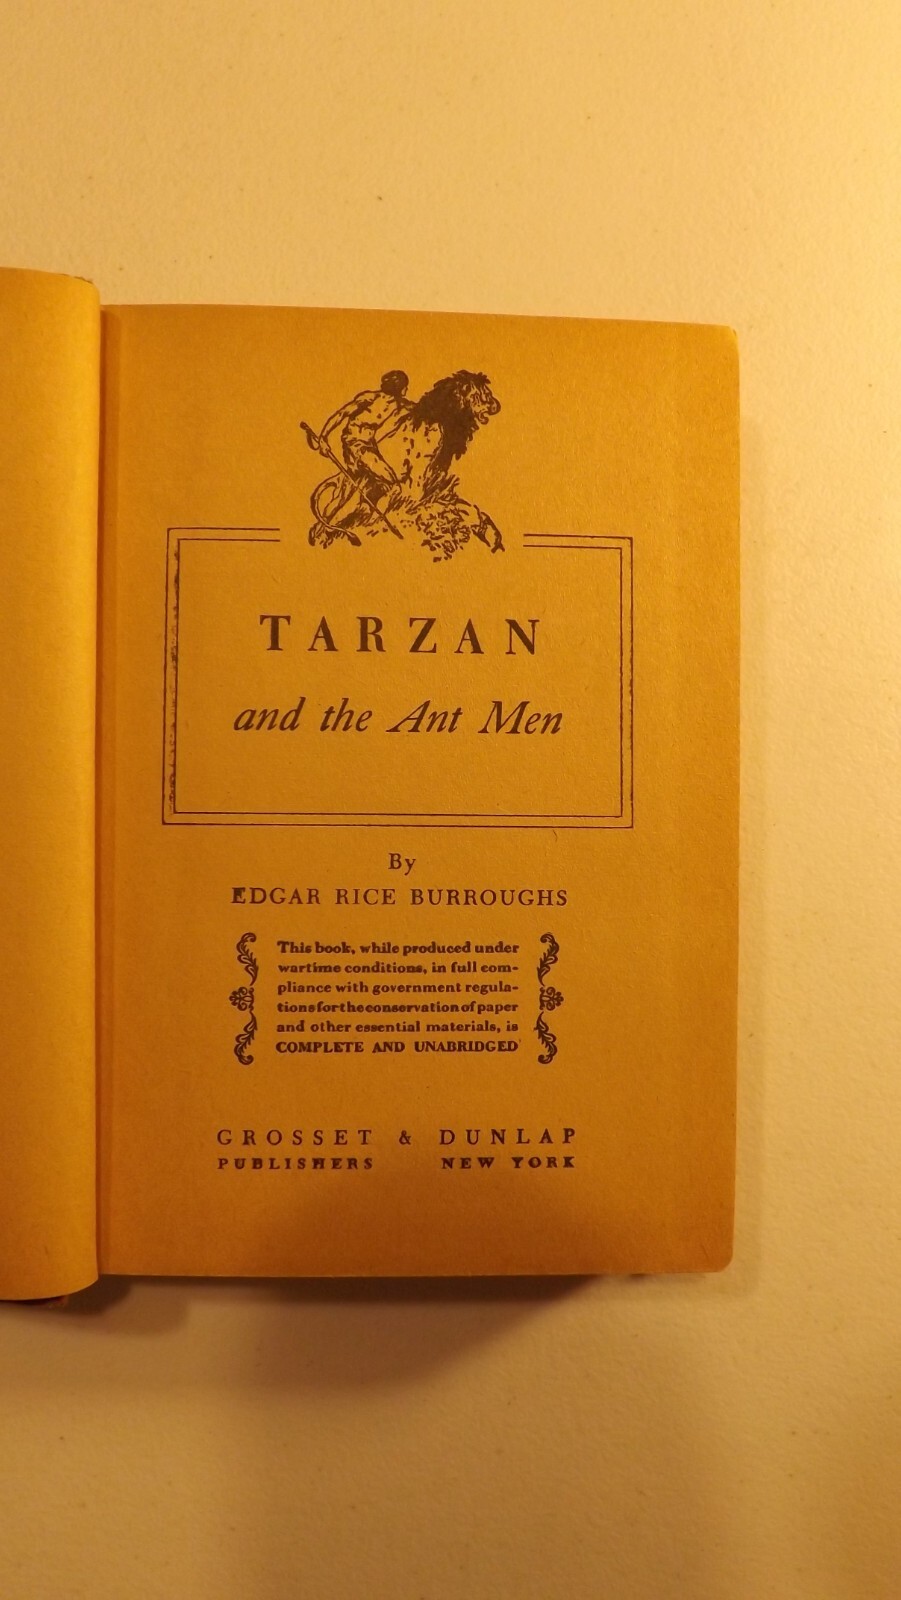 TARZAN
and the Ant Men
By
EDGAR RICE BURROUGHS
This book, while produced under
wartime conditions, in full com-
pliance with government regula-
tions for the conservation of paper
and other essential materials, is
COMPLETE AND UNABRIDGED
GROSSET & DUNLAP
PUBLISHERS NEW YORK